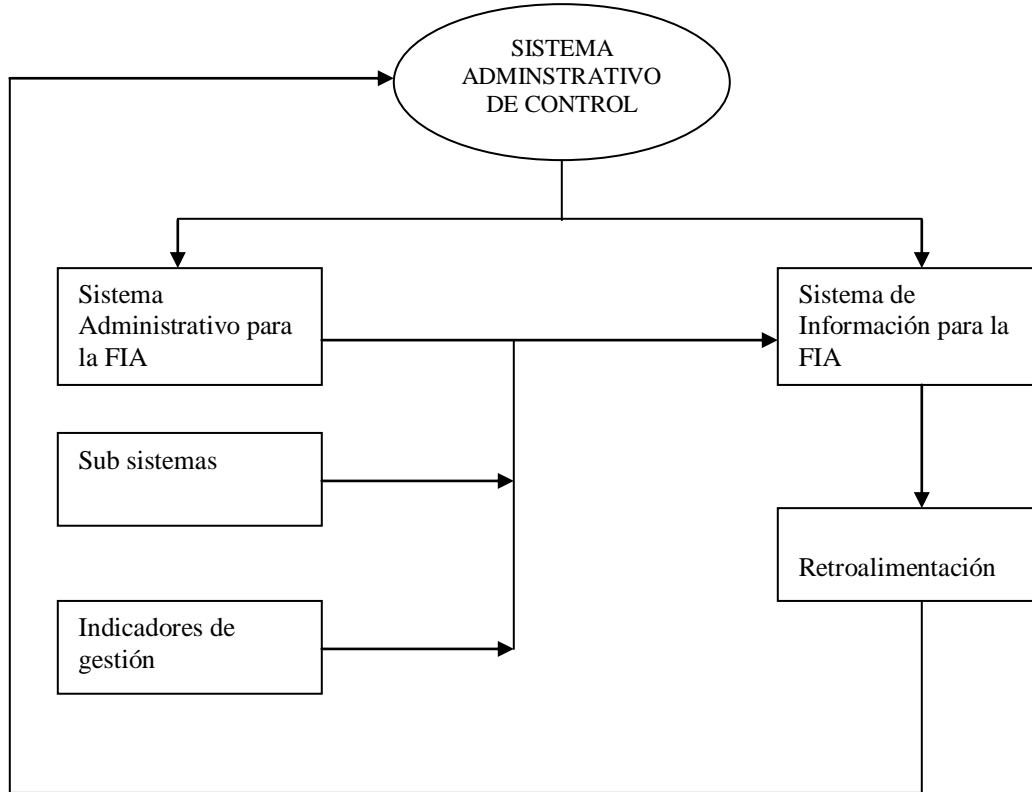 SISTEMA
ADMINSTRATIVO
DE CONTROL
Sistema
Administrativo para
la FIA
Sistema de
Información para la
FIA
Sub sistemas
Retroalimentación
Indicadores de
gestión